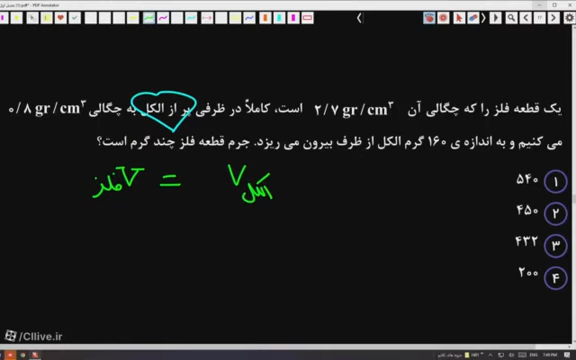 PDF Annotator
یک قطعه فلز را که چگالی آن ۲/۷ gr/cm³ است، کاملاً در ظرفی پر از الکل به چگالی ۰/۸ gr/cm³
می کنیم و به اندازه ی ۱۶۰ گرم الکل از ظرف بیرون می ریزد. جرم قطعه فلز چند گرم است؟
V فلز = V الکل
۵۴۰ ۱
۴۵۰ ۲
۴۳۲ ۳
۲۰۰ ۴
Cllive.ir